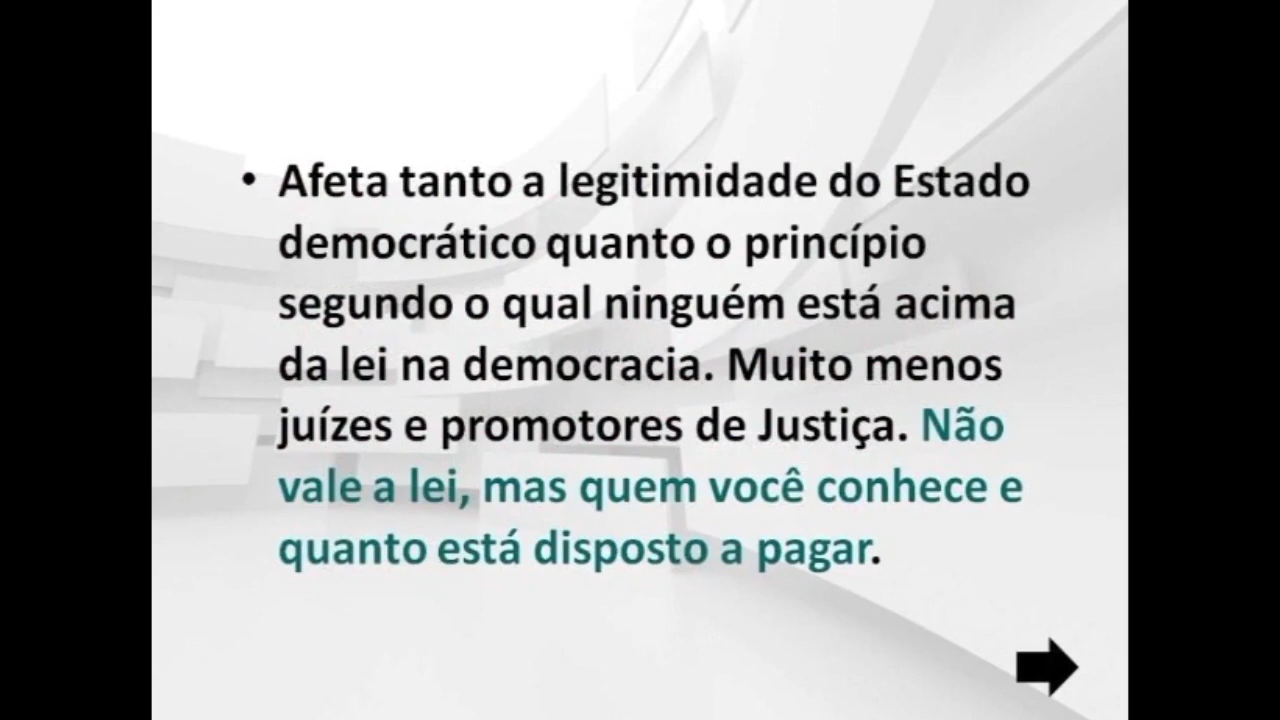 • Afeta tanto a legitimidade do Estado
democrático quanto o princípio
segundo o qual ninguém está acima
da lei na democracia. Muito menos
juízes e promotores de Justiça. Não
vale a lei, mas quem você conhece e
quanto está disposto a pagar.